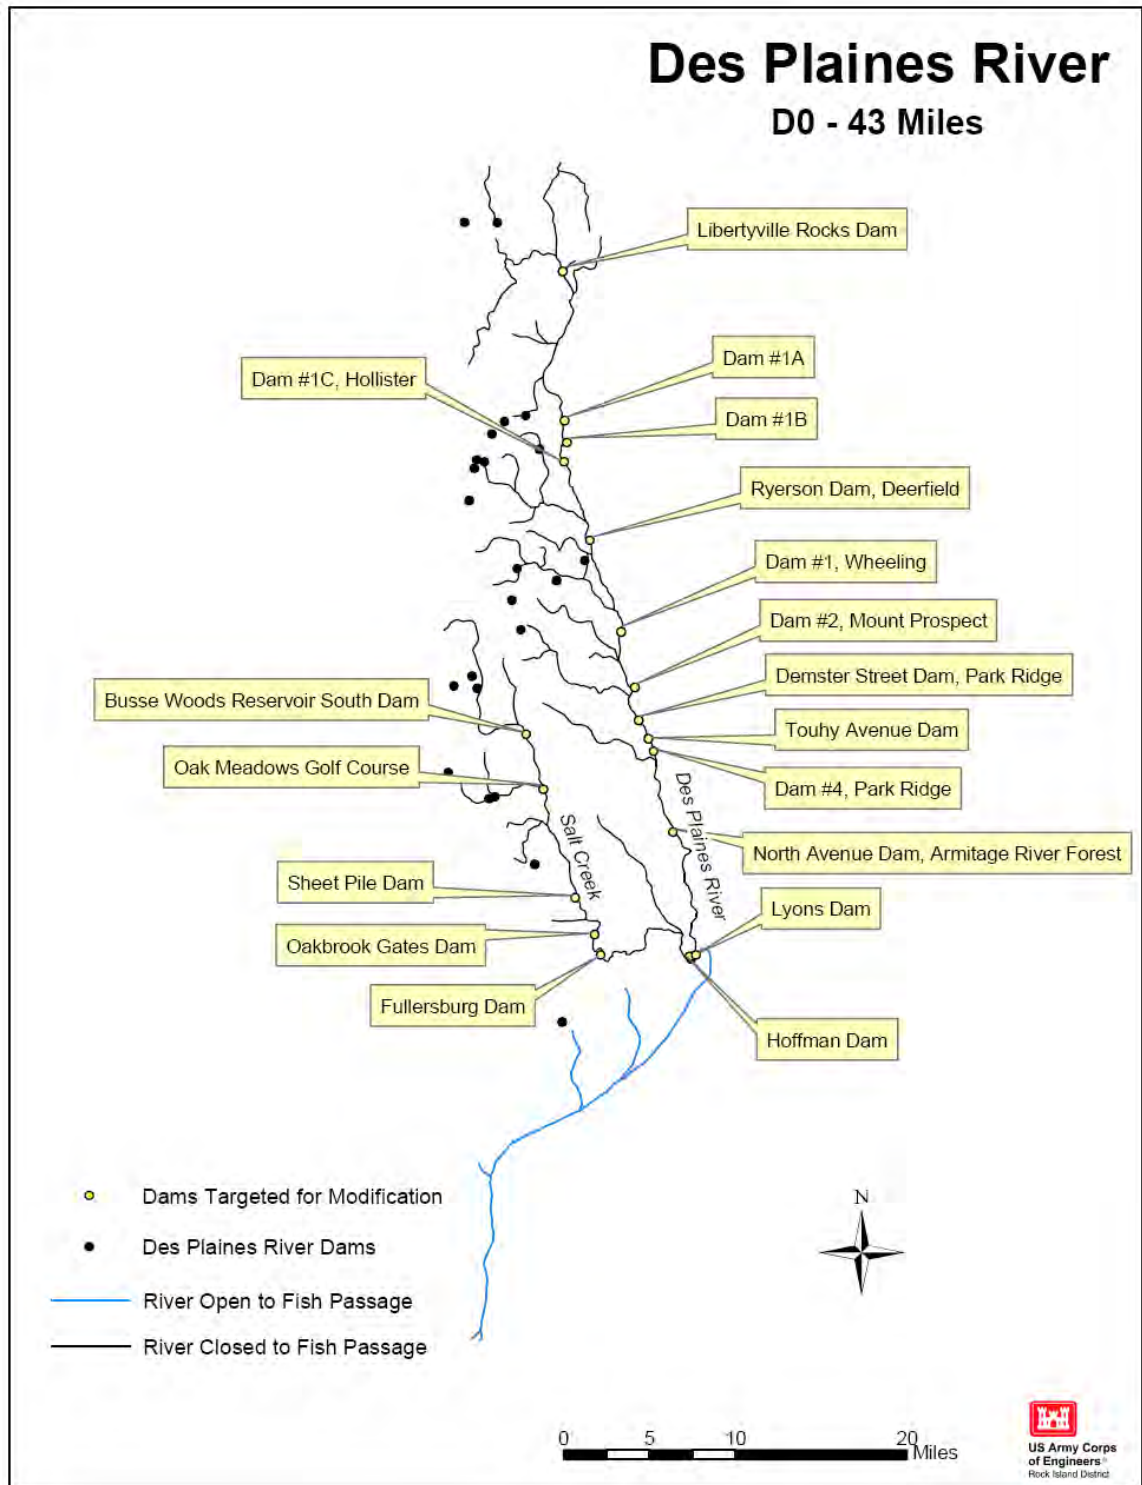 Des Plaines River
D0 - 43 Miles
Libertyville Rocks Dam
Dam #1A
Dam #1C, Hollister
Dam #1B
Ryerson Dam, Deerfield
Dam #1, Wheeling
Dam #2, Mount Prospect
Demster Street Dam, Park Ridge
Busse Woods Reservoir South Dam
Touhy Avenue Dam
Oak Meadows Golf Course
Dam #4, Park Ridge
Des Plaines River
North Avenue Dam, Armitage River Forest
Salt Creek
Sheet Pile Dam
Lyons Dam
Oakbrook Gates Dam
Fullersburg Dam
Hoffman Dam
Dams Targeted for Modification
Des Plaines River Dams
River Open to Fish Passage
River Closed to Fish Passage
N
0 5 10 20
Miles
US Army Corps
of Engineers®
Rock Island District